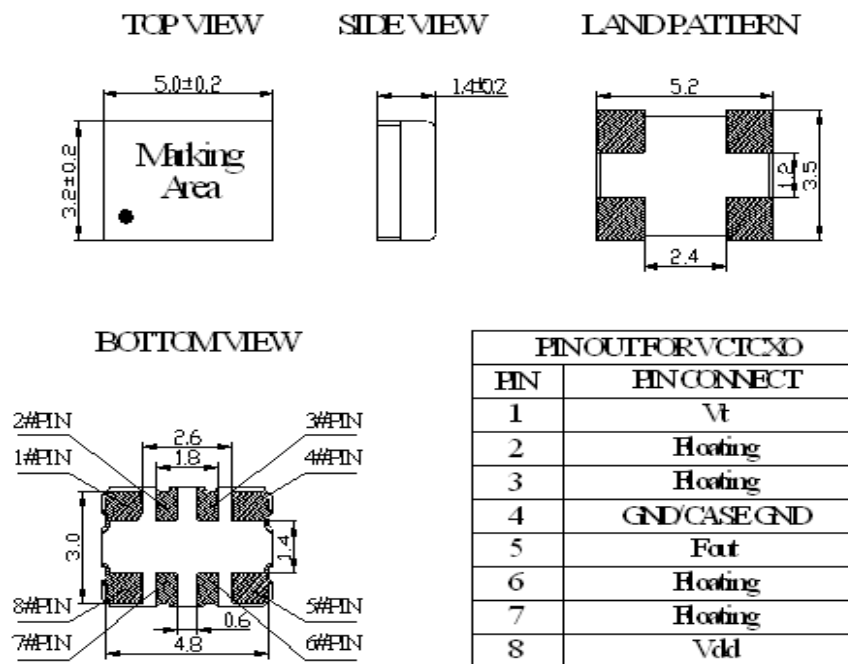 TOP VIEW SIDE VIEW LAND PATTERN
5.0±0.2
1.4±0.2
5.2
3.2±0.2
Marking
Area
1.2
3.5
2.4
BOTTOM VIEW
2#PIN
3#PIN
1#PIN
4#PIN
2.6
1.8
3.0
1.4
8#PIN
5#PIN
7#PIN
6#PIN
0.6
4.8
PINOUT FOR VCTCXO
PIN PIN CONNECT
1 Vt
2 Floating
3 Floating
4 GND/CASE GND
5 Fout
6 Floating
7 Floating
8 Vdd